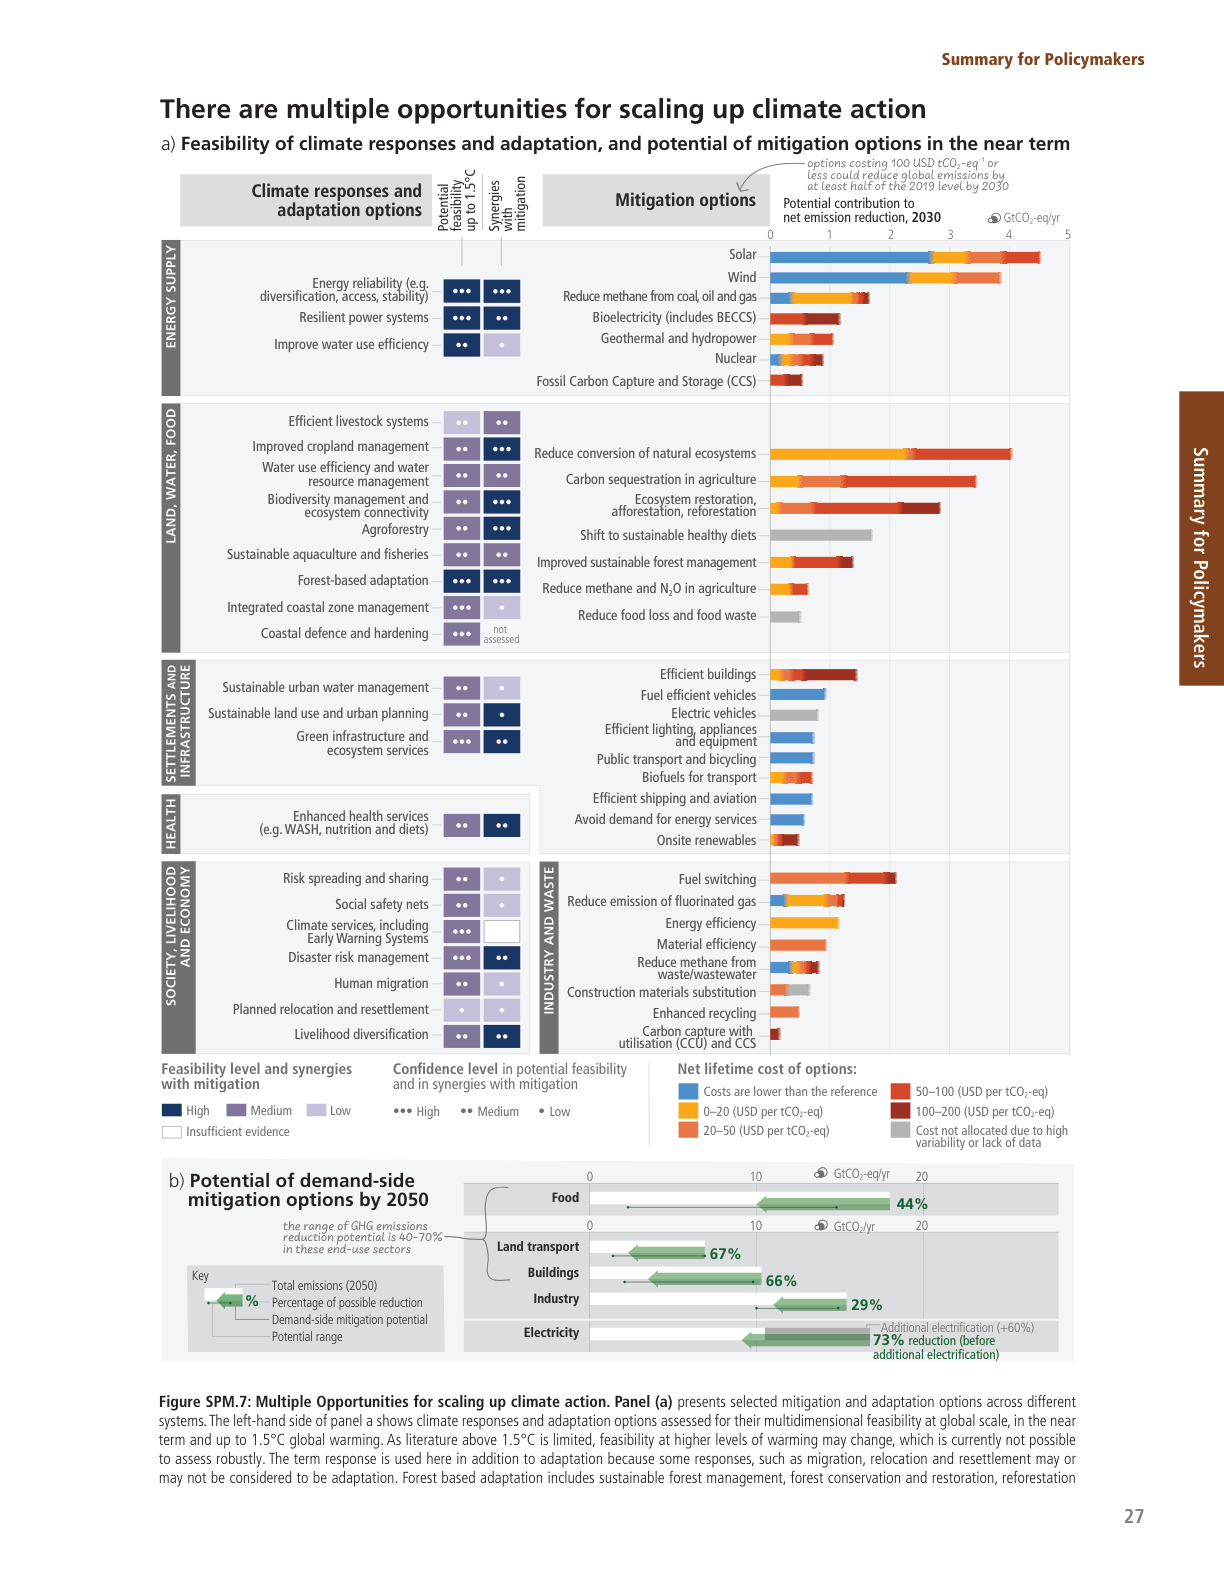 Summary for Policymakers
There are multiple opportunities for scaling up climate action
a) Feasibility of climate responses and adaptation, and potential of mitigation options in the near term
options costing 100 USD tCO2-eq-1 or
less could reduce global emissions by
at least half of the 2019 level by 2030
Climate responses and
adaptation options
Potential
feasibility
up to 1.5°C
Synergies
with
mitigation
Mitigation options
Potential contribution to
net emission reduction, 2030
GtCO2-eq/yr
0 1 2 3 4 5
ENERGY SUPPLY
Energy reliability (e.g.
diversification, access, stability)
Resilient power systems
Improve water use efficiency
Solar
Wind
Reduce methane from coal, oil and gas
Bioelectricity (includes BECCS)
Geothermal and hydropower
Nuclear
Fossil Carbon Capture and Storage (CCS)
LAND, WATER, FOOD
Efficient livestock systems
Improved cropland management
Water use efficiency and water
resource management
Biodiversity management and
ecosystem connectivity
Agroforestry
Sustainable aquaculture and fisheries
Forest-based adaptation
Integrated coastal zone management
Coastal defence and hardening
not
assessed
Reduce conversion of natural ecosystems
Carbon sequestration in agriculture
Ecosystem restoration,
afforestation, reforestation
Shift to sustainable healthy diets
Improved sustainable forest management
Reduce methane and N2O in agriculture
Reduce food loss and food waste
SETTLEMENTS AND
INFRASTRUCTURE
Sustainable urban water management
Sustainable land use and urban planning
Green infrastructure and
ecosystem services
Efficient buildings
Fuel efficient vehicles
Electric vehicles
Efficient lighting, appliances
and equipment
Public transport and bicycling
Biofuels for transport
Efficient shipping and aviation
Avoid demand for energy services
Onsite renewables
HEALTH
Enhanced health services
(e.g. WASH, nutrition and diets)
SOCIETY, LIVELIHOOD
AND ECONOMY
Risk spreading and sharing
Social safety nets
Climate services, including
Early Warning Systems
Disaster risk management
Human migration
Planned relocation and resettlement
Livelihood diversification
INDUSTRY AND WASTE
Fuel switching
Reduce emission of fluorinated gas
Energy efficiency
Material efficiency
Reduce methane from
waste/wastewater
Construction materials substitution
Enhanced recycling
Carbon capture with
utilisation (CCU) and CCS
Feasibility level and synergies
with mitigation
High Medium Low
Insufficient evidence
Confidence level in potential feasibility
and in synergies with mitigation
High Medium Low
Net lifetime cost of options:
Costs are lower than the reference
0–20 (USD per tCO2-eq)
20–50 (USD per tCO2-eq)
50–100 (USD per tCO2-eq)
100–200 (USD per tCO2-eq)
Cost not allocated due to high
variability or lack of data
b) Potential of demand-side
mitigation options by 2050
the range of GHG emissions
reduction potential is 40-70%
in these end-use sectors
Key
%
Total emissions (2050)
Percentage of possible reduction
Demand-side mitigation potential
Potential range
0 10 GtCO2-eq/yr 20
Food 44%
0 10 GtCO2/yr 20
Land transport 67%
Buildings 66%
Industry 29%
Electricity
Additional electrification (+60%)
73% reduction (before
additional electrification)
Figure SPM.7: Multiple Opportunities for scaling up climate action. Panel (a) presents selected mitigation and adaptation options across different
systems. The left-hand side of panel a shows climate responses and adaptation options assessed for their multidimensional feasibility at global scale, in the near
term and up to 1.5°C global warming. As literature above 1.5°C is limited, feasibility at higher levels of warming may change, which is currently not possible
to assess robustly. The term response is used here in addition to adaptation because some responses, such as migration, relocation and resettlement may or
may not be considered to be adaptation. Forest based adaptation includes sustainable forest management, forest conservation and restoration, reforestation
27
Summary for Policymakers